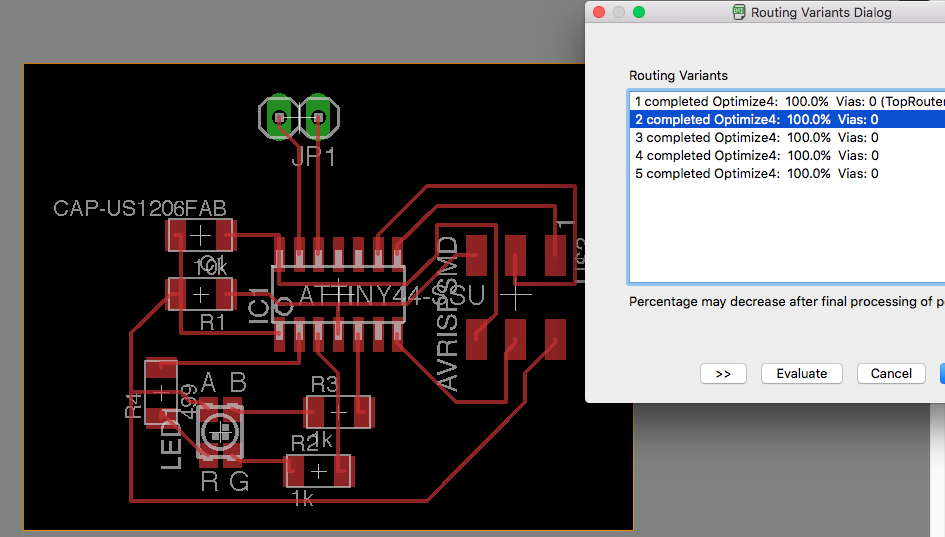 Routing Variants Dialog
Routing Variants
1 completed Optimize4: 100.0% Vias: 0 (TopRouter
2 completed Optimize4: 100.0% Vias: 0
3 completed Optimize4: 100.0% Vias: 0
4 completed Optimize4: 100.0% Vias: 0
5 completed Optimize4: 100.0% Vias: 0
Percentage may decrease after final processing of p
>>
Evaluate
Cancel
JP1
CAP-US1206FAB
C1
10k
R1
IC1
ATTINY44-SSU
AVRISPSMD
1
R4
499
A B
LED1
R G
R3
1k
R2
1k